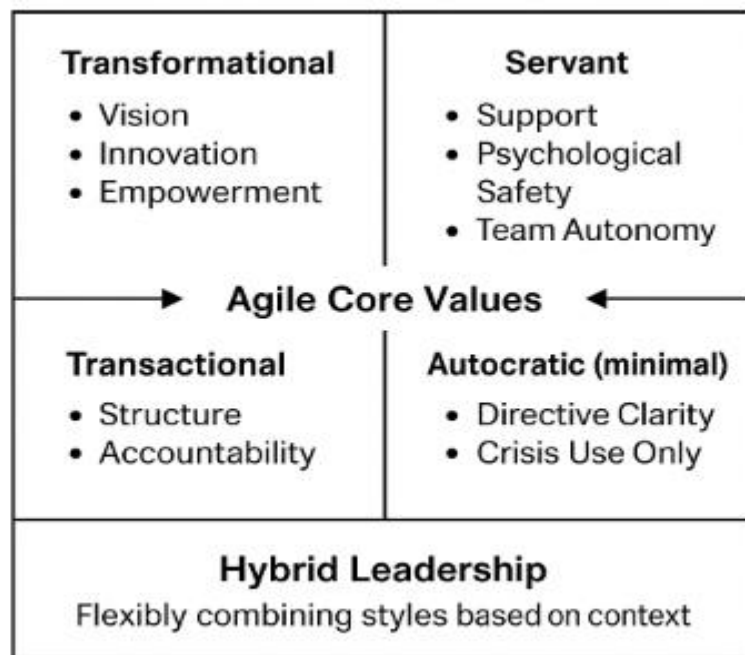 Transformational
• Vision
• Innovation
• Empowerment
Servant
• Support
• Psychological
Safety
• Team Autonomy
Agile Core Values
Transactional
• Structure
• Accountability
Autocratic (minimal)
• Directive Clarity
• Crisis Use Only
Hybrid Leadership
Flexibly combining styles based on context